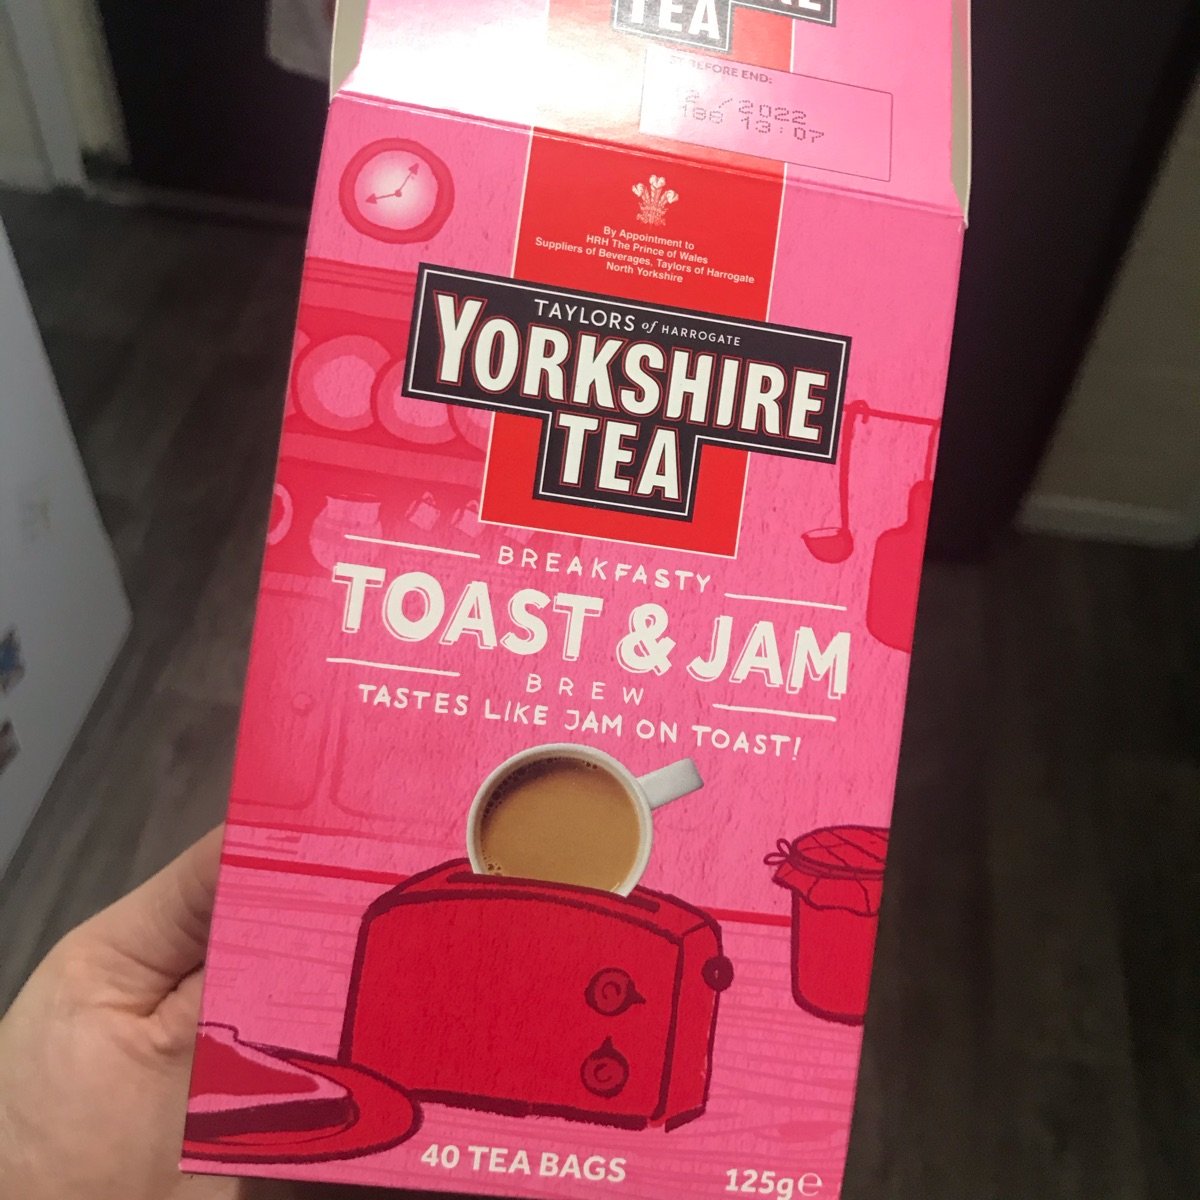 TEA
BEFORE END:
/2022
188 13:07
By Appointment to
HRH The Prince of Wales
Suppliers of Beverages, Taylors of Harrogate
North Yorkshire
TAYLORS of HARROGATE
YORKSHIRE
TEA
BREAKFASTY
TOAST & JAM
BREW
TASTES LIKE JAM ON TOAST!
40 TEA BAGS
125g℮